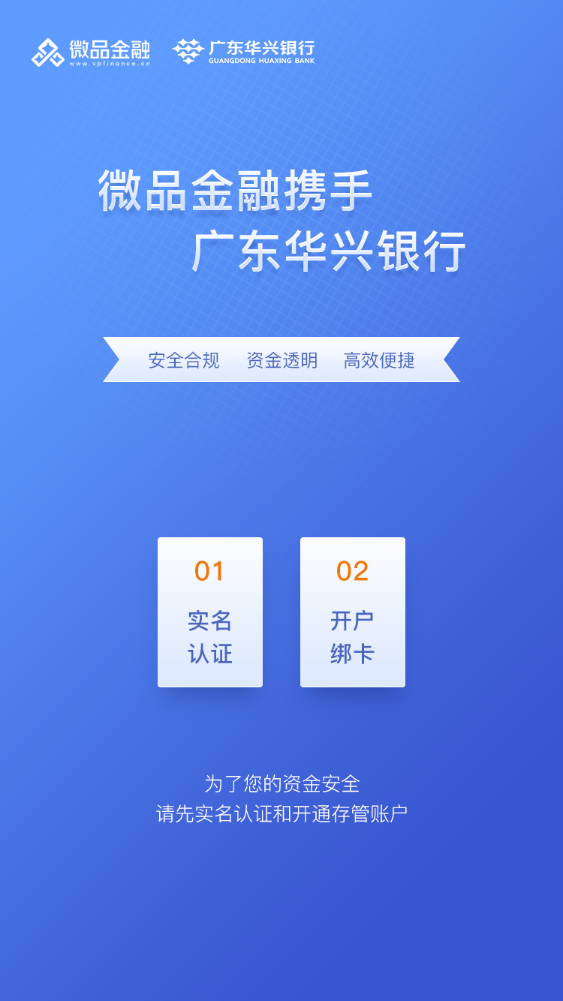 微品金融
www.vpfinance.cn
广东华兴银行
GUANGDONG HUAXING BANK
微品金融携手
广东华兴银行
安全合规 资金透明 高效便捷
01
实名
认证
02
开户
绑卡
为了您的资金安全
请先实名认证和开通存管账户